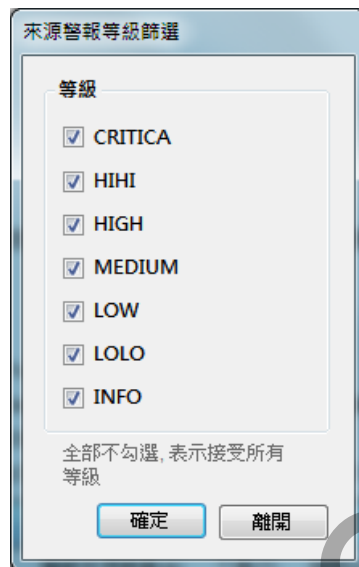 來源警報等級篩選
等級
CRITICA
HIHI
HIGH
MEDIUM
LOW
LOLO
INFO
全部不勾選, 表示接受所有
等級
確定
離開